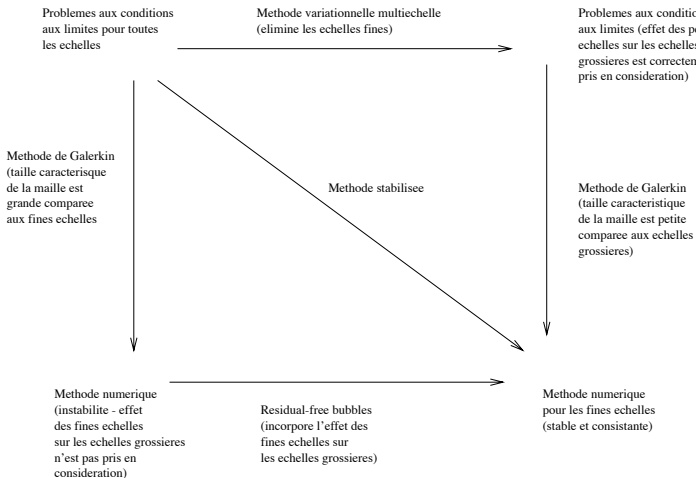 Problemes aux conditions
aux limites pour toutes
les echelles
Methode variationnelle multiechelle
(elimine les echelles fines)
Problemes aux
aux limites (effet des
echelles sur les echelles
grossieres est
pris en consideration)
Methode de Galerkin
(taille caracterisque
de la maille est
grande comparee
aux fines echelles
Methode stabilisee
Methode de Galerkin
(taille caracteristique
de la maille est petite
comparee aux echelles
grossieres)
Methode numerique
(instabilite - effet
des fines echelles
sur les echelles grossieres
n'est pas pris en
consideration)
Residual-free bubbles
(incorpore l'effet des
fines echelles sur
les echelles grossieres)
Methode numerique
pour les fines echelles
(stable et consistante)